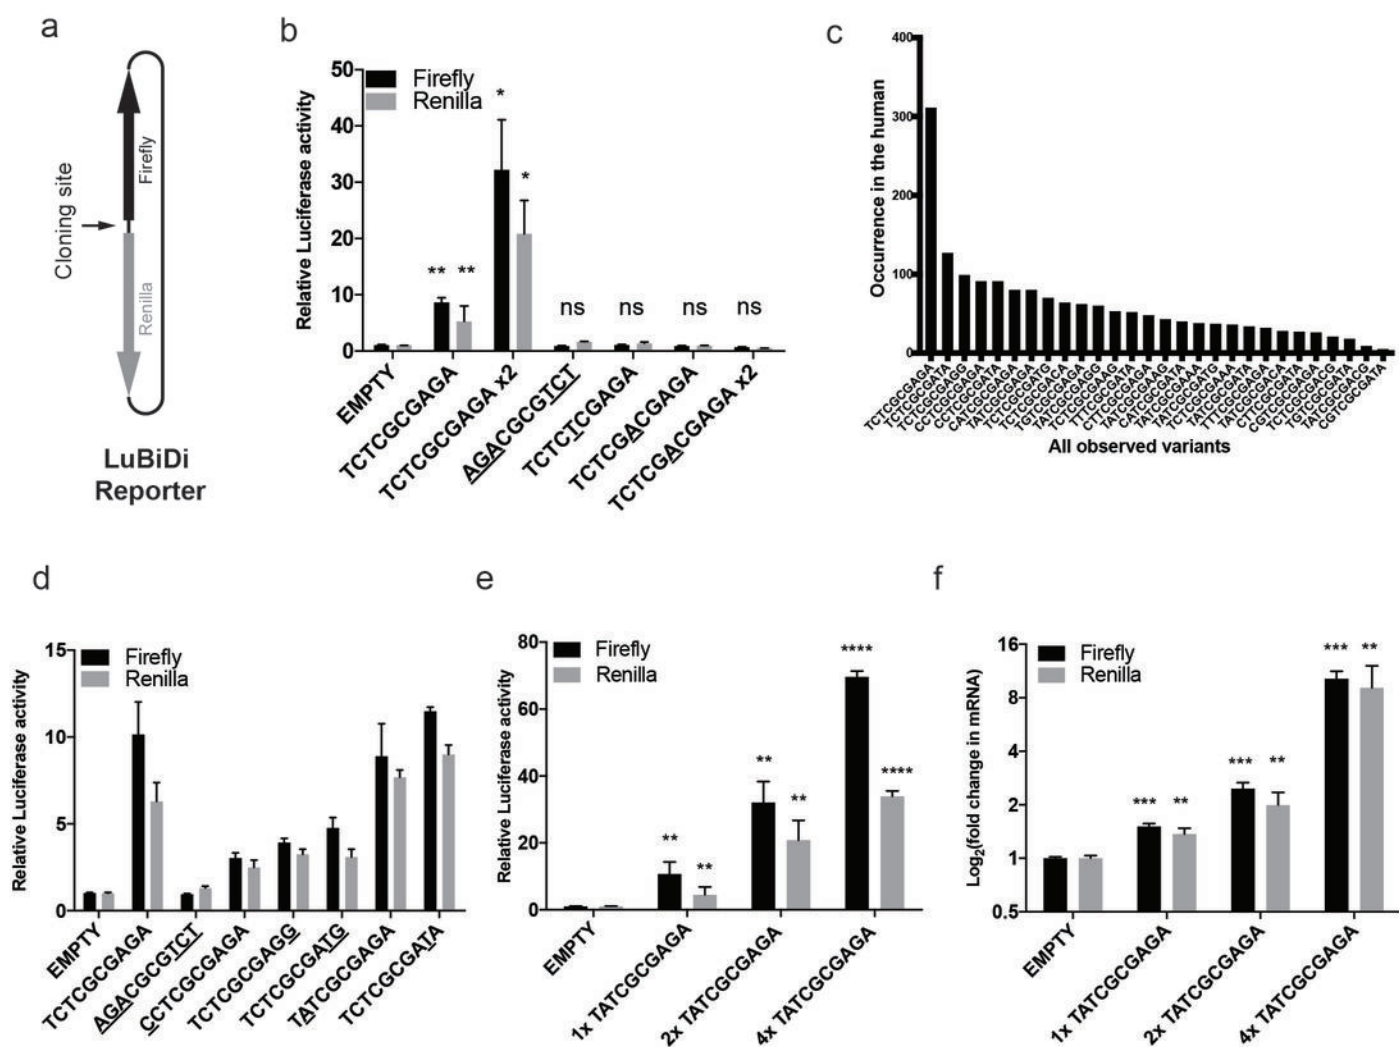 a
Cloning site
Firefly
Renilla
LuBiDi
Reporter
b
Firefly
Renilla
Relative Luciferase activity
50
40
30
20
10
0
**
**
*
*
ns
ns
ns
ns
EMPTY
TCTCGCGAGA
TCTCGCGAGA x2
AGACGCGTCT
TCTCTCGAGA
TCTCGACGAGA
TCTCGACGAGA x2
c
Occurrence in the human
400
300
200
100
0
TCTCGCGAGA
TCTCGCGATA
TCTCGCGAGG
CCTCGCGAGA
All observed variants
d
Firefly
Renilla
Relative Luciferase activity
15
10
5
0
EMPTY
TCTCGCGAGA
AGACGCGTCT
CCTCGCGAGA
TCTCGCGAGG
TCTCGCGATG
TATCGCGAGA
TCTCGCGATA
e
Firefly
Renilla
Relative Luciferase activity
80
60
40
20
0
**
**
**
**
****
****
EMPTY
1x TATCGCGAGA
2x TATCGCGAGA
4x TATCGCGAGA
f
Firefly
Renilla
Log2(fold change in mRNA)
16
8
4
2
1
0.5
***
**
***
**
***
**
EMPTY
1x TATCGCGAGA
2x TATCGCGAGA
4x TATCGCGAGA